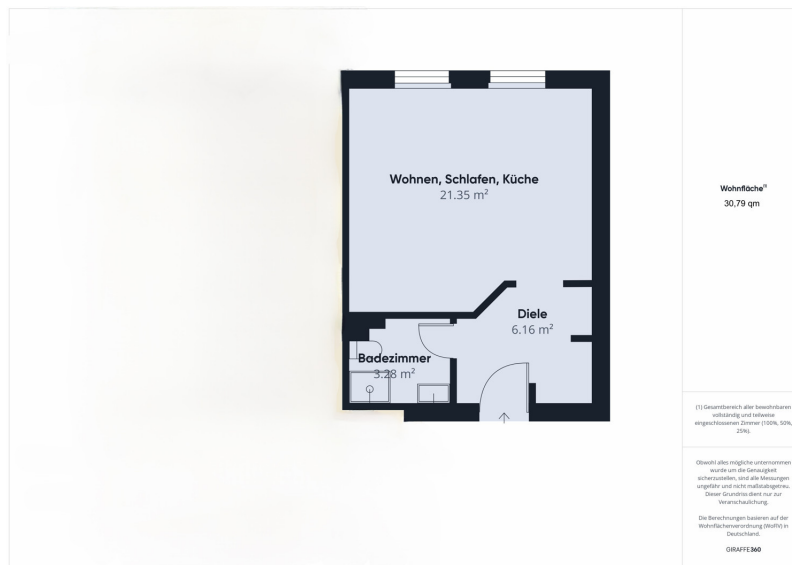 Wohnen, Schlafen, Küche
21.35 m²
Diele
6.16 m²
Badezimmer
3.28 m²
Wohnfläche⁽¹⁾
30,79 qm
(1) Gesamtbereich aller bewohnbaren
vollständig und teilweise
eingeschlossenen Zimmer (100%, 50%,
25%).
Obwohl alles mögliche unternommen
wurde um die Genauigkeit
sicherzustellen, sind alle Messungen
ungefähr und nicht maßstabsgetreu.
Dieser Grundriss dient nur zur
Veranschaulichung.
Die Berechnungen basieren auf der
Wohnflächenverordnung (WoFlV) in
Deutschland.
GIRAFFE360